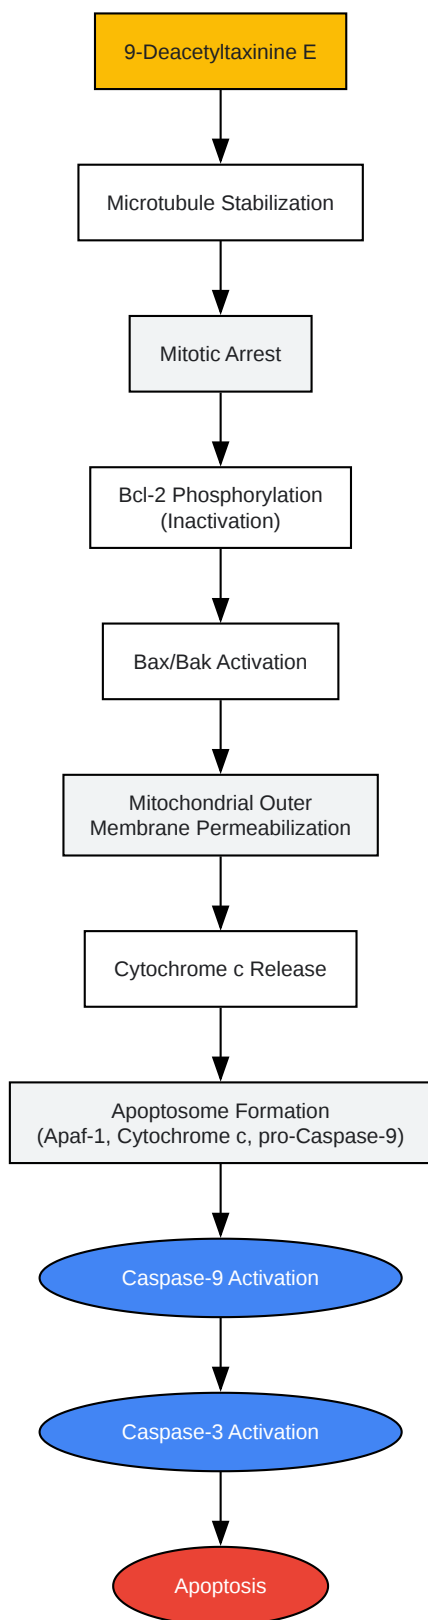 9-Deacetyltaxinine E
Microtubule Stabilization
Mitotic Arrest
Bcl-2 Phosphorylation
(Inactivation)
Bax/Bak Activation
Mitochondrial Outer
Membrane Permeabilization
Cytochrome c Release
Apoptosome Formation
(Apaf-1, Cytochrome c, pro-Caspase-9)
Caspase-9 Activation
Caspase-3 Activation
Apoptosis